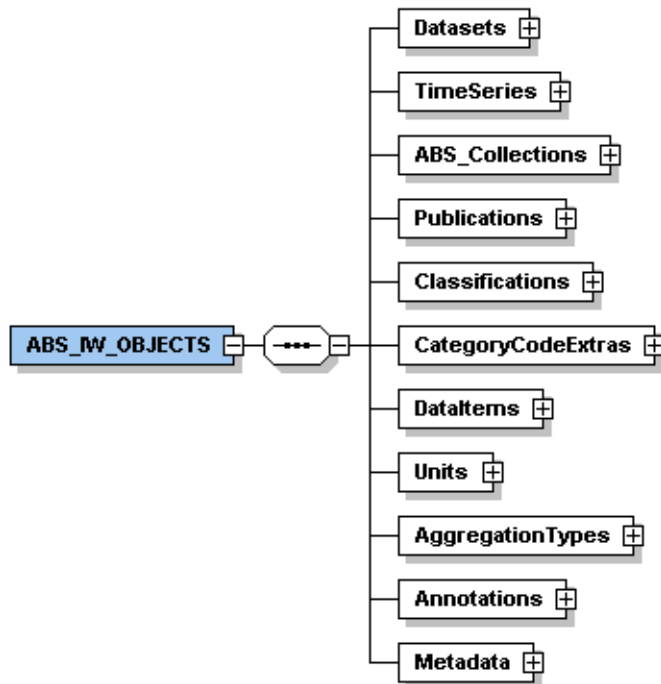 Datasets
TimeSeries
ABS_Collections
Publications
Classifications
ABS_IW_OBJECTS
CategoryCodeExtras
DataItems
Units
AggregationTypes
Annotations
Metadata